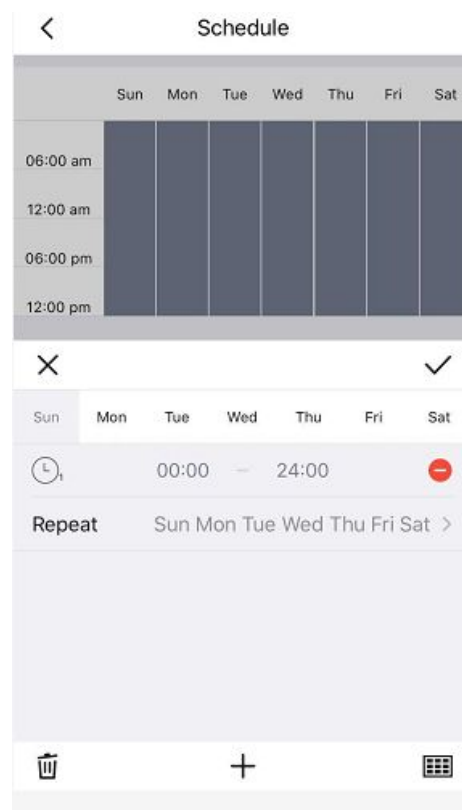 Schedule
Sun Mon Tue Wed Thu Fri Sat
06:00 am
12:00 am
06:00 pm
12:00 pm
Sun Mon Tue Wed Thu Fri Sat
1 00:00 – 24:00
Repeat Sun Mon Tue Wed Thu Fri Sat >